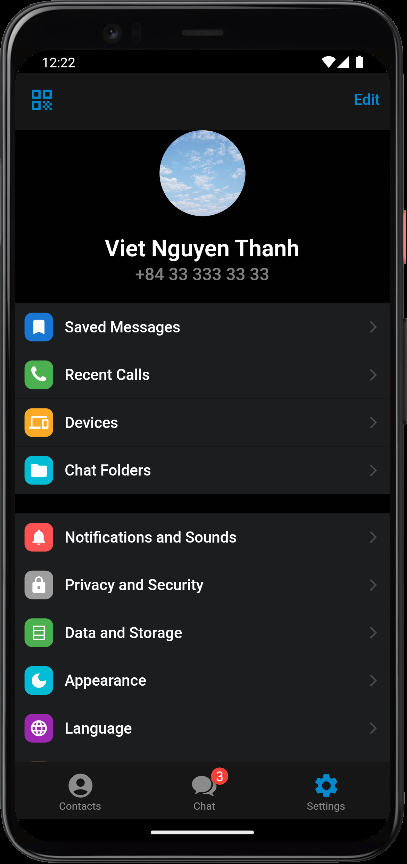 12:22
Edit
Viet Nguyen Thanh
+84 33 333 33 33
Saved Messages
Recent Calls
Devices
Chat Folders
Notifications and Sounds
Privacy and Security
Data and Storage
Appearance
Language
3
Contacts
Chat
Settings